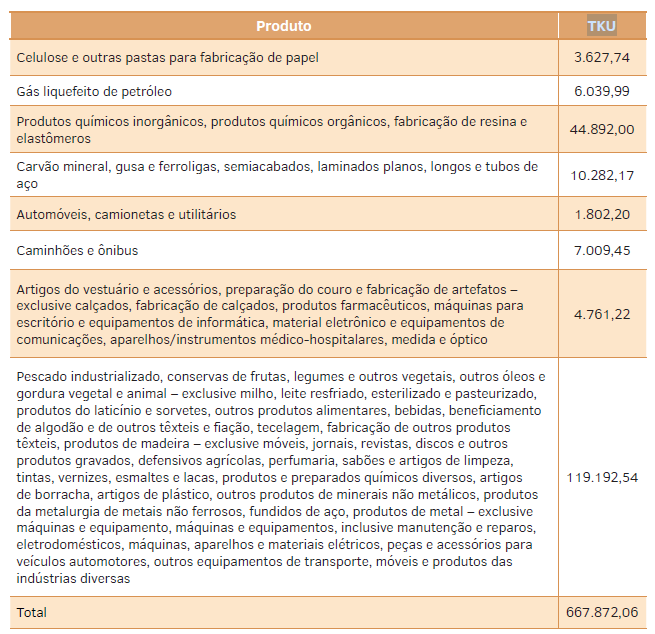 Produto TKU
Celulose e outras pastas para fabricação de papel 3.627,74
Gás liquefeito de petróleo 6.039,99
Produtos químicos inorgânicos, produtos químicos orgânicos, fabricação de resina e
elastômeros 44.892,00
Carvão mineral, gusa e ferroligas, semiacabados, laminados planos, longos e tubos de
aço 10.282,17
Automóveis, camionetas e utilitários 1.802,20
Caminhões e ônibus 7.009,45
Artigos do vestuário e acessórios, preparação do couro e fabricação de artefatos –
exclusive calçados, fabricação de calçados, produtos farmacêuticos, máquinas para
escritório e equipamentos de informática, material eletrônico e equipamentos de
comunicações, aparelhos/instrumentos médico-hospitalares, medida e óptico 4.761,22
Pescado industrializado, conservas de frutas, legumes e outros vegetais, outros óleos e
gordura vegetal e animal – exclusive milho, leite resfriado, esterilizado e pasteurizado,
produtos do laticínio e sorvetes, outros produtos alimentares, bebidas, beneficiamento
de algodão e de outros têxteis e fiação, tecelagem, fabricação de outros produtos
têxteis, produtos de madeira – exclusive móveis, jornais, revistas, discos e outros
produtos gravados, defensivos agrícolas, perfumaria, sabões e artigos de limpeza,
tintas, vernizes, esmaltes e lacas, produtos e preparados químicos diversos, artigos
de borracha, artigos de plástico, outros produtos de minerais não metálicos, produtos
da metalurgia de metais não ferrosos, fundidos de aço, produtos de metal – exclusive
máquinas e equipamento, máquinas e equipamentos, inclusive manutenção e reparos,
eletrodomésticos, máquinas, aparelhos e materiais elétricos, peças e acessórios para
veículos automotores, outros equipamentos de transporte, móveis e produtos das
indústrias diversas 119.192,54
Total 667.872,06